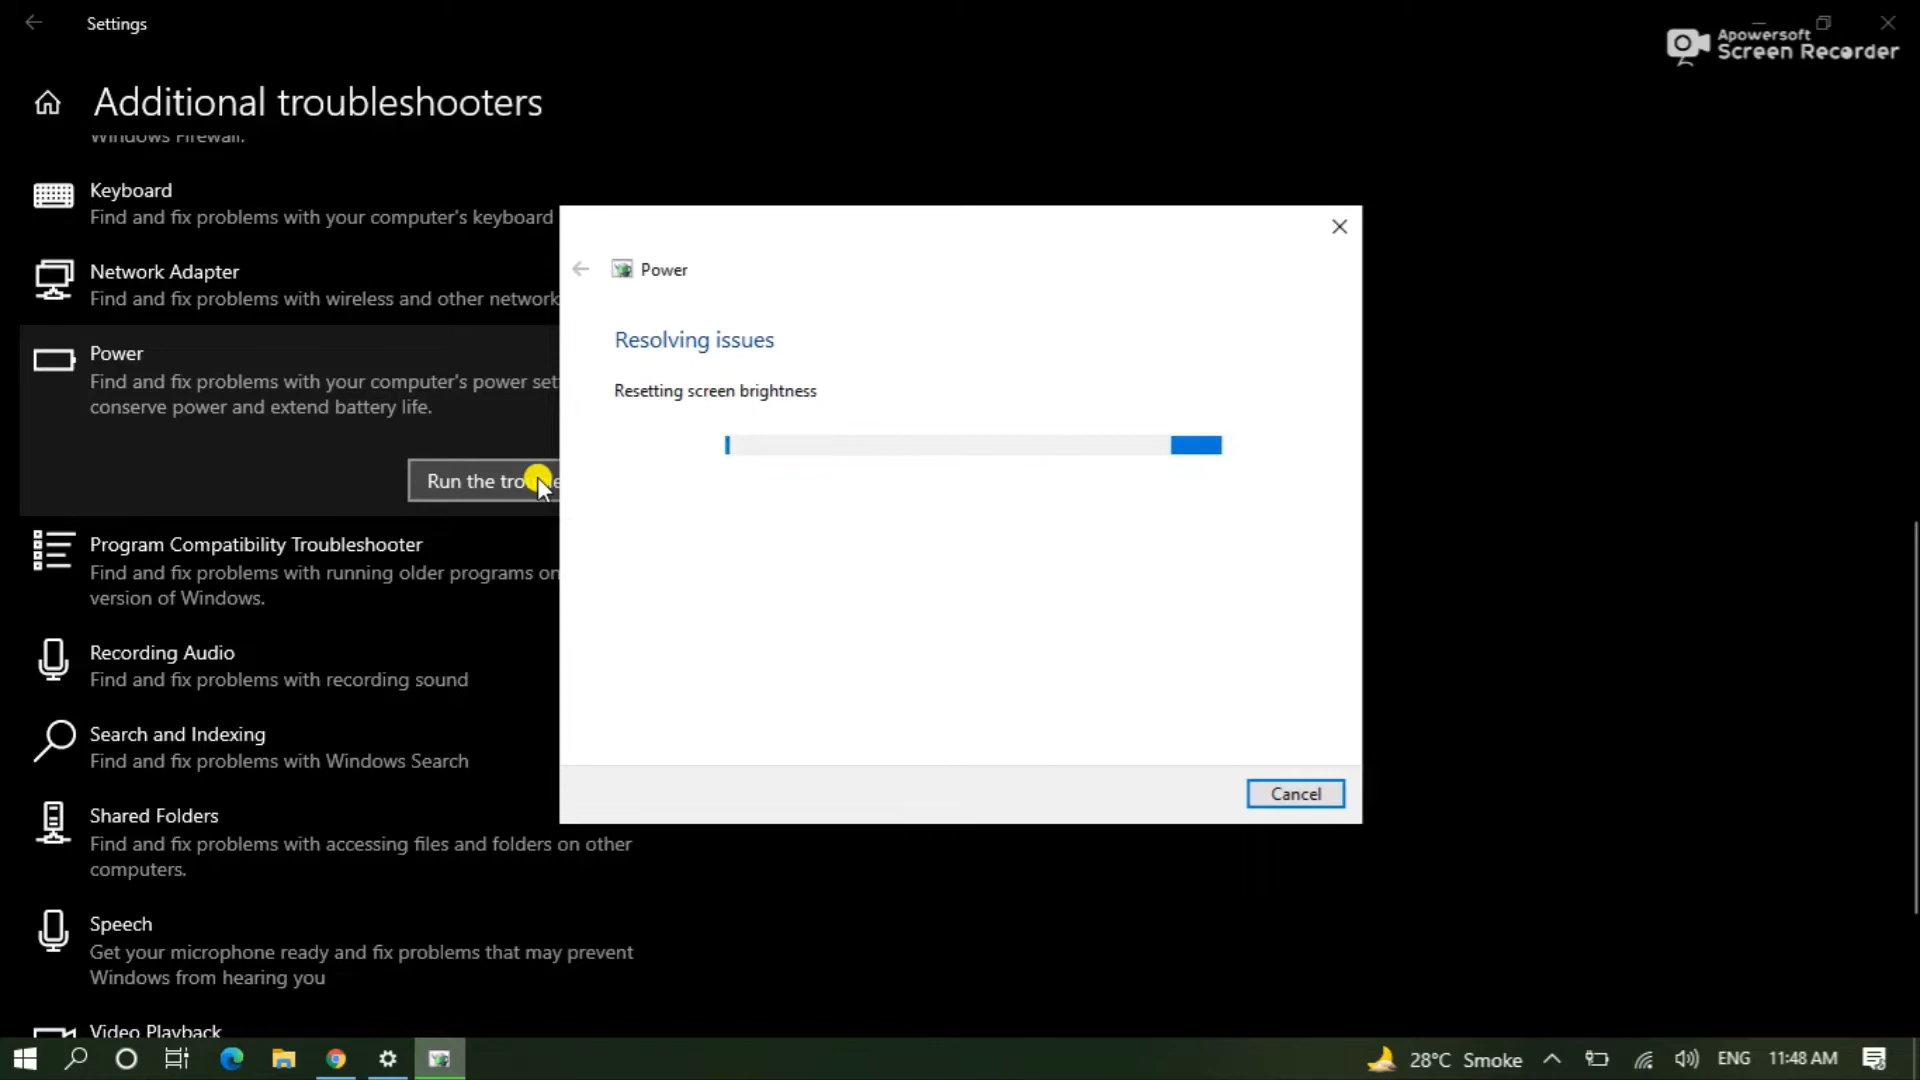 Settings
Apowersoft
Screen Recorder
Additional troubleshooters
Windows Firewall.
Keyboard
Find and fix problems with your computer's keyboard
Network Adapter
Find and fix problems with wireless and other network
Power
Find and fix problems with your computer's power set
conserve power and extend battery life.
Run the tro
Program Compatibility Troubleshooter
Find and fix problems with running older programs on
version of Windows.
Recording Audio
Find and fix problems with recording sound
Search and Indexing
Find and fix problems with Windows Search
Shared Folders
Find and fix problems with accessing files and folders on other
computers.
Speech
Get your microphone ready and fix problems that may prevent
Windows from hearing you
Video Playback
Power
Resolving issues
Resetting screen brightness
Cancel
28°C Smoke
ENG
11:48 AM